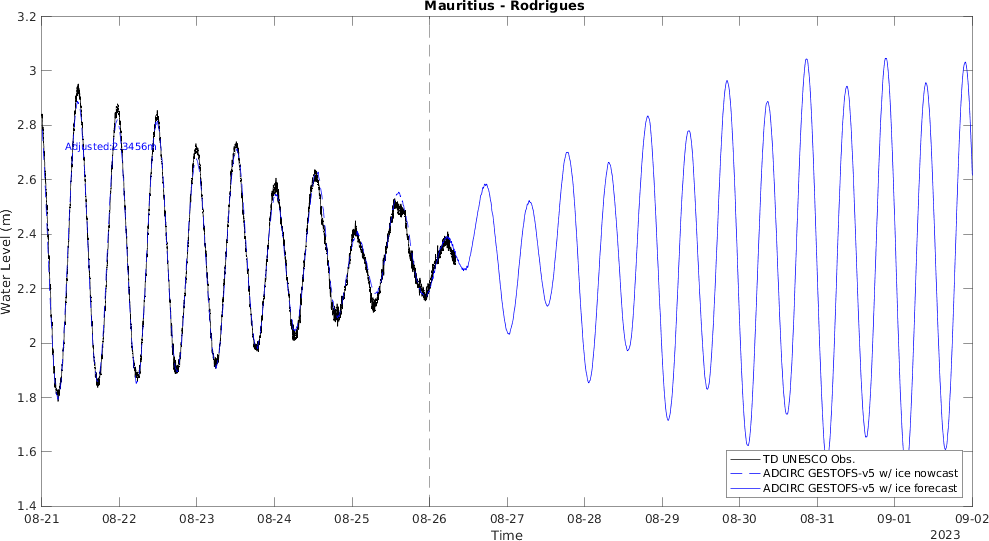 Mauritius - Rodrigues
Water Level (m)
3.2
3
2.8
2.6
2.4
2.2
2
1.8
1.6
1.4
Adjusted:2.3456m
TD UNESCO Obs.
ADCIRC GESTOFS-v5 w/ ice nowcast
ADCIRC GESTOFS-v5 w/ ice forecast
08-21 08-22 08-23 08-24 08-25 08-26 08-27 08-28 08-29 08-30 08-31 09-01 09-02
Time
2023